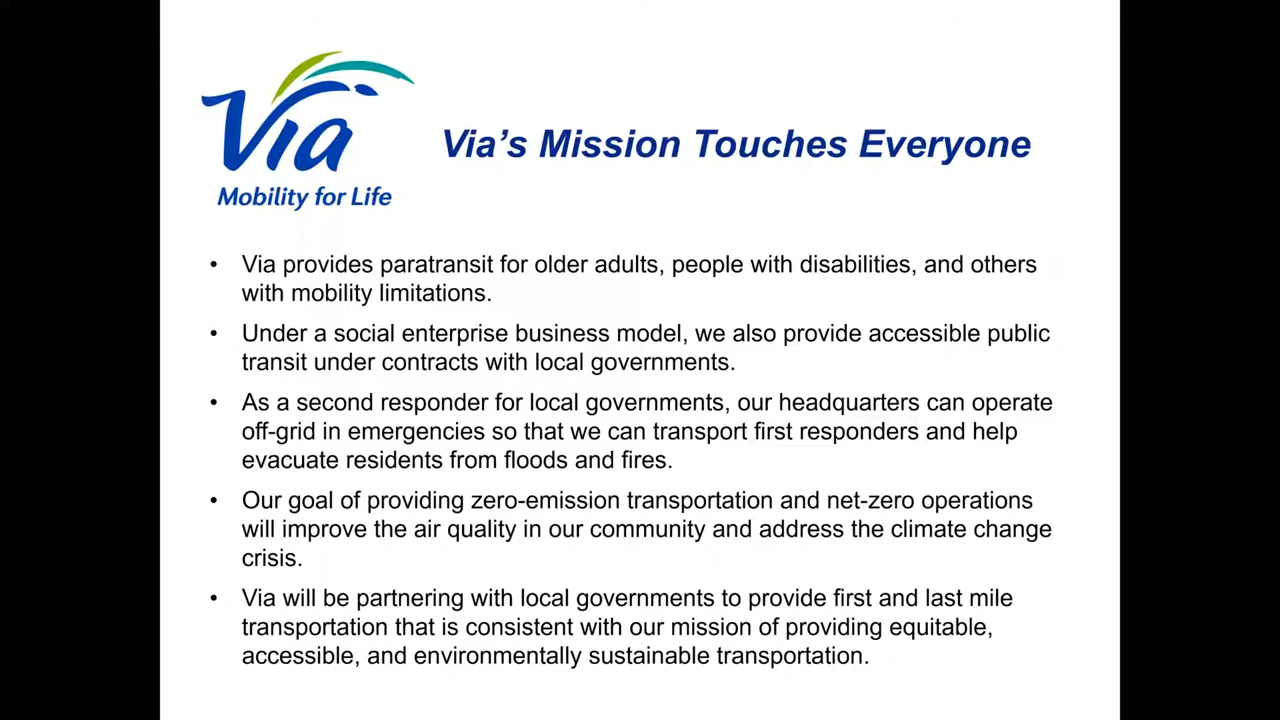 Via
Mobility for Life
Via’s Mission Touches Everyone
• Via provides paratransit for older adults, people with disabilities, and others
with mobility limitations.
• Under a social enterprise business model, we also provide accessible public
transit under contracts with local governments.
• As a second responder for local governments, our headquarters can operate
off-grid in emergencies so that we can transport first responders and help
evacuate residents from floods and fires.
• Our goal of providing zero-emission transportation and net-zero operations
will improve the air quality in our community and address the climate change
crisis.
• Via will be partnering with local governments to provide first and last mile
transportation that is consistent with our mission of providing equitable,
accessible, and environmentally sustainable transportation.